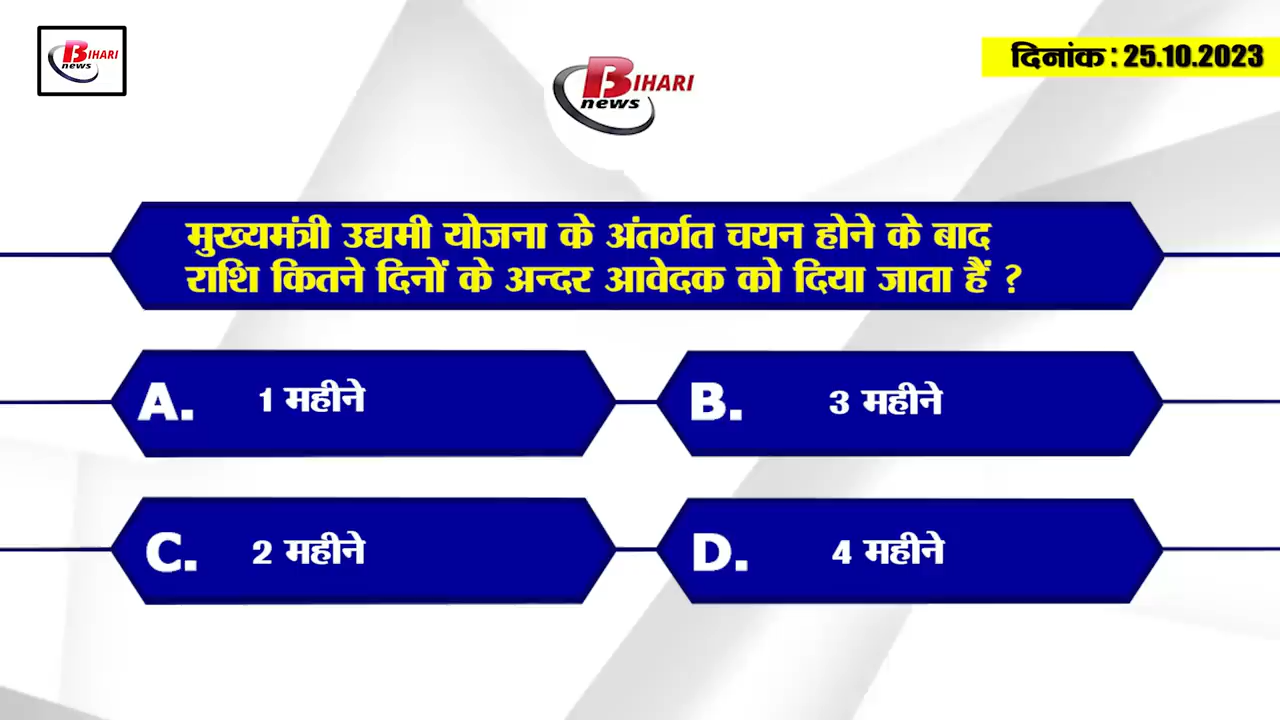 BIHARI
news
BIHARI
news
दिनांक : 25.10.2023
मुख्यमंत्री उद्यमी योजना के अंतर्गत चयन होने के बाद
राशि कितने दिनों के अन्दर आवेदक को दिया जाता हैं ?
A. 1 महीने
B. 3 महीने
C. 2 महीने
D. 4 महीने